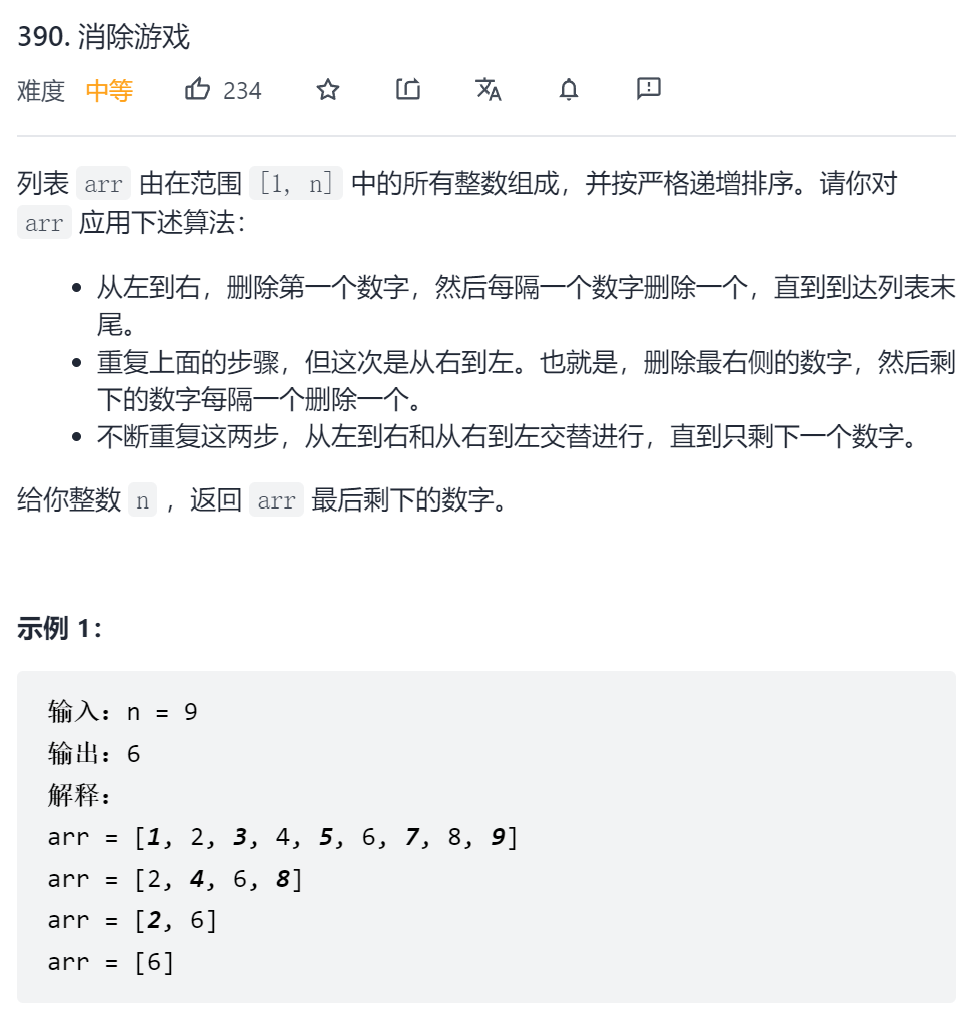 390. 消除游戏
难度 中等 234
列表 arr 由在范围 [1, n] 中的所有整数组成，并按严格递增排序。请你对
arr 应用下述算法：
• 从左到右，删除第一个数字，然后每隔一个数字删除一个，直到到达列表末
尾。
• 重复上面的步骤，但这次是从右到左。也就是，删除最右侧的数字，然后剩
下的数字每隔一个删除一个。
• 不断重复这两步，从左到右和从右到左交替进行，直到只剩下一个数字。
给你整数 n ，返回 arr 最后剩下的数字。
示例 1：
输入：n = 9
输出：6
解释：
arr = [1, 2, 3, 4, 5, 6, 7, 8, 9]
arr = [2, 4, 6, 8]
arr = [2, 6]
arr = [6]